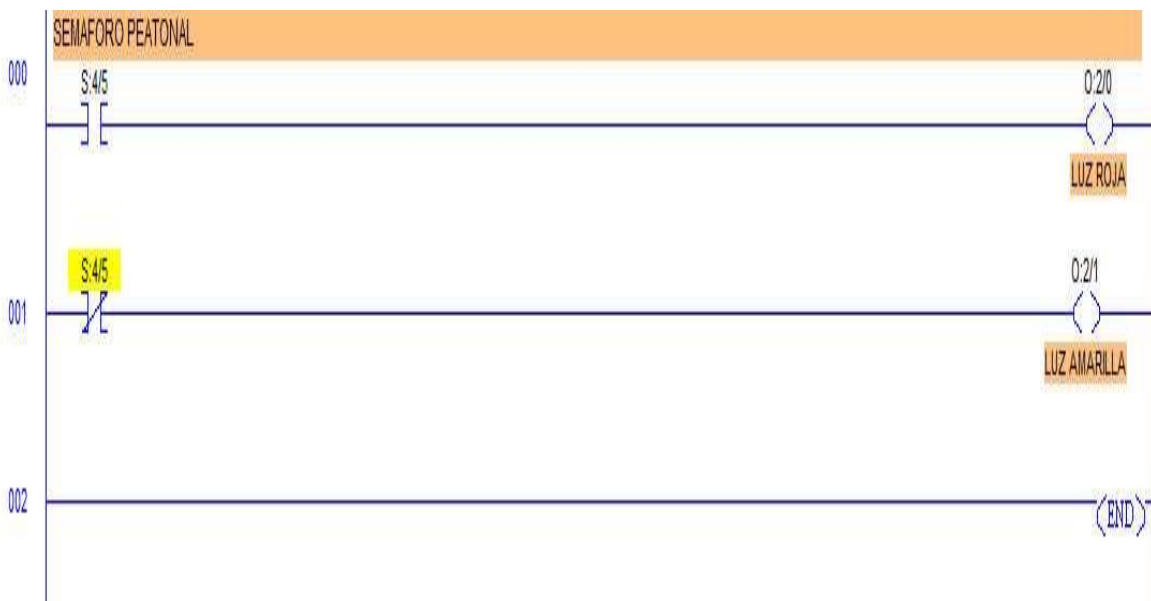 SEMAFORO PEATONAL
000
S:4/5
O:2/0
LUZ ROJA
S:4/5
O:2/1
001
LUZ AMARILLA
002
END